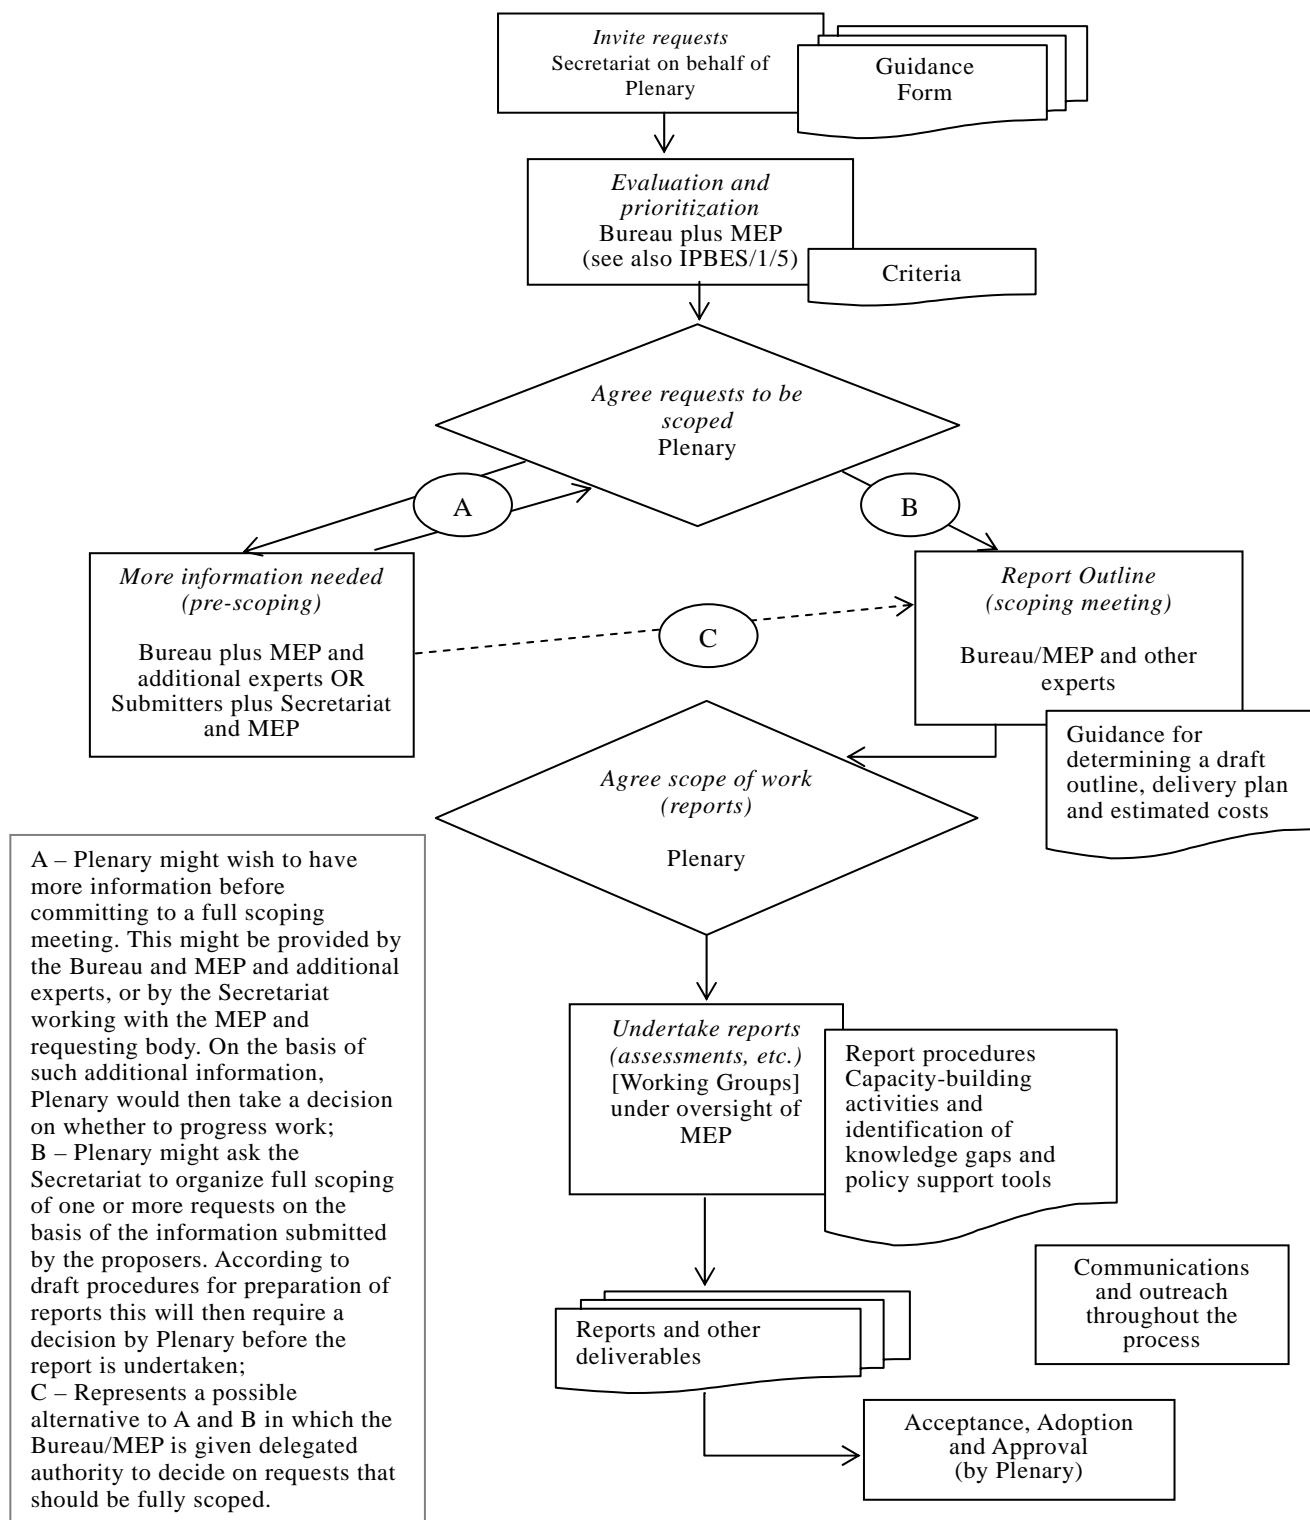 Invite requests
Secretariat on behalf of
Plenary
Guidance
Form
Evaluation and
prioritization
Bureau plus MEP
(see also IPBES/1/5)
Criteria
Agree requests to be
scoped
Plenary
A
B
More information needed
(pre-scoping)
Bureau plus MEP and
additional experts OR
Submitters plus Secretariat
and MEP
C
Report Outline
(scoping meeting)
Bureau/MEP and other
experts
Guidance for
determining a draft
outline, delivery plan
and estimated costs
Agree scope of work
(reports)
Plenary
A – Plenary might wish to have
more information before
committing to a full scoping
meeting. This might be provided by
the Bureau and MEP and additional
experts, or by the Secretariat
working with the MEP and
requesting body. On the basis of
such additional information,
Plenary would then take a decision
on whether to progress work;
B – Plenary might ask the
Secretariat to organize full scoping
of one or more requests on the
basis of the information submitted
by the proposers. According to
draft procedures for preparation of
reports this will then require a
decision by Plenary before the
report is undertaken;
C – Represents a possible
alternative to A and B in which the
Bureau/MEP is given delegated
authority to decide on requests that
should be fully scoped.
Undertake reports
(assessments, etc.)
[Working Groups]
under oversight of
MEP
Report procedures
Capacity-building
activities and
identification of
knowledge gaps and
policy support tools
Communications
and outreach
throughout the
process
Reports and other
deliverables
Acceptance, Adoption
and Approval
(by Plenary)